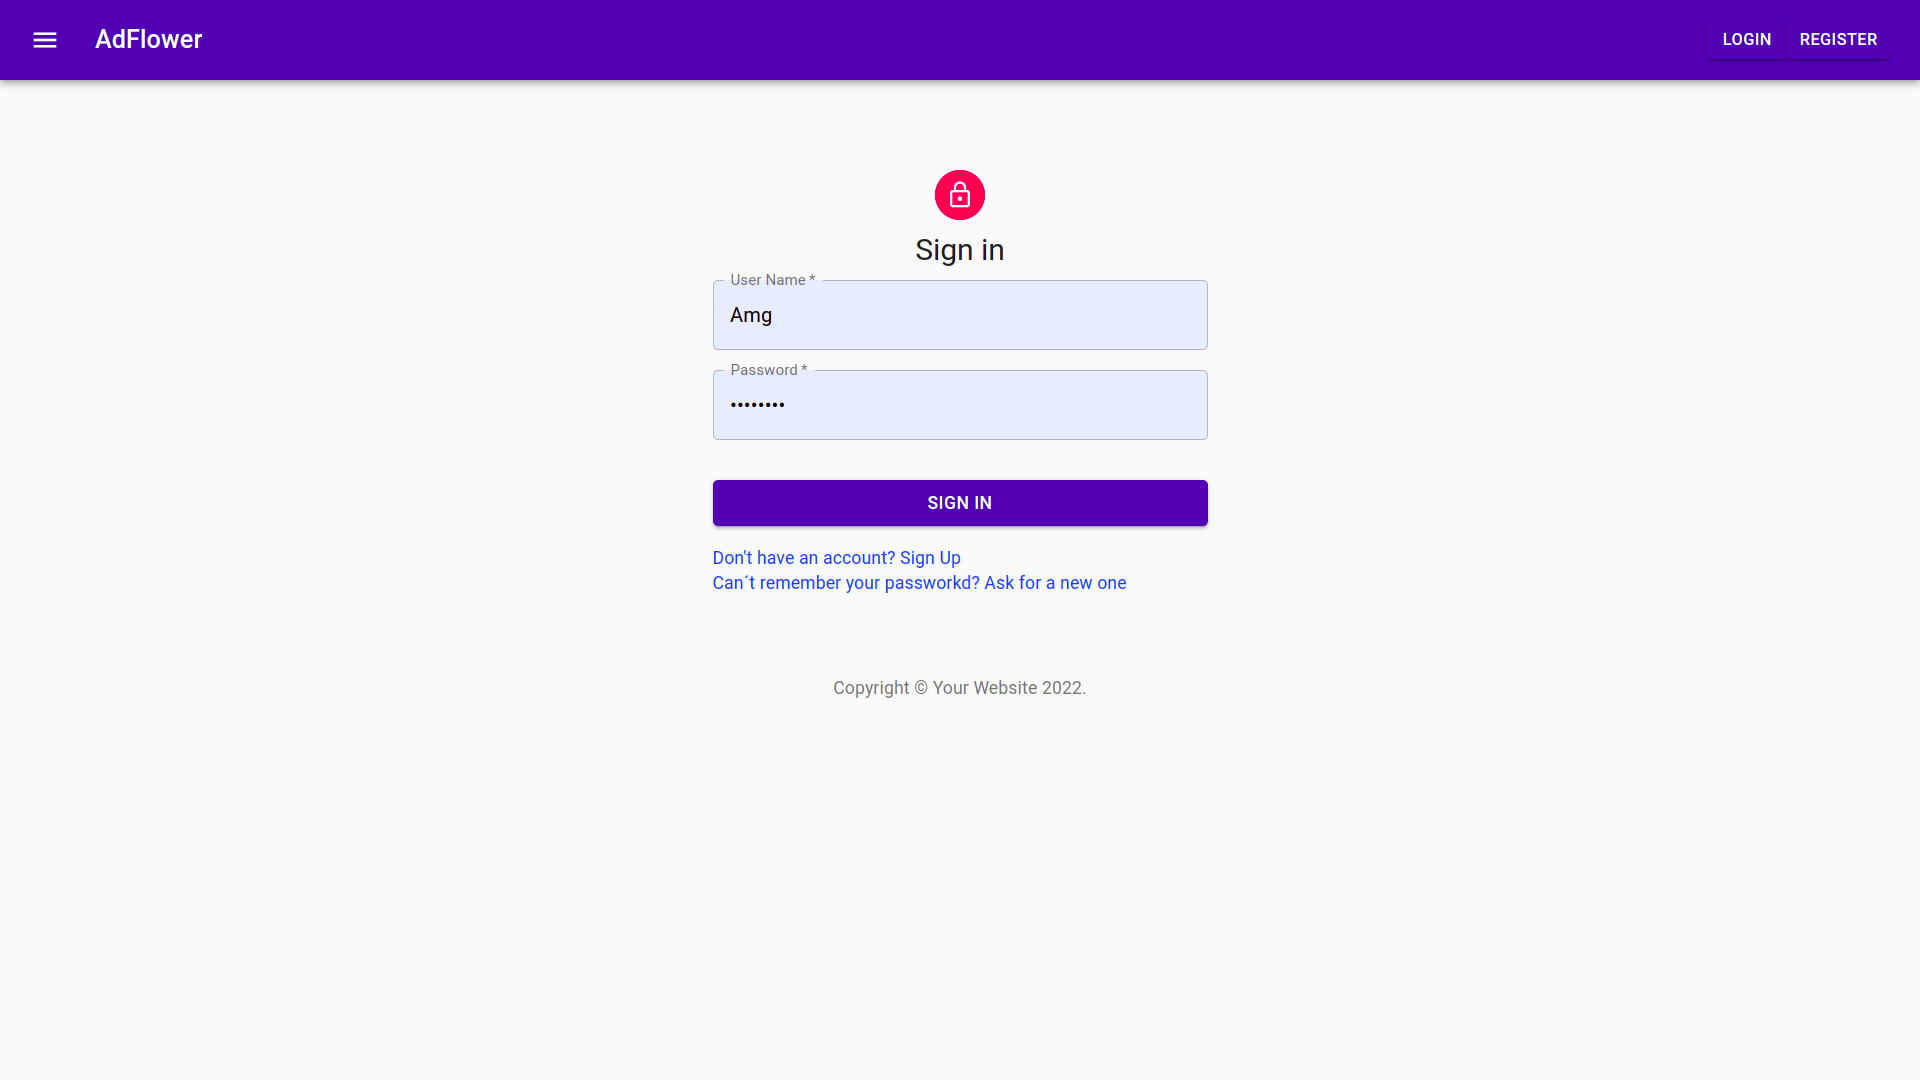 AdFlower
LOGIN
REGISTER
Sign in
User Name *
Amg
Password *
••••••••
SIGN IN
Don't have an account? Sign Up
Can´t remember your passworkd? Ask for a new one
Copyright © Your Website 2022.